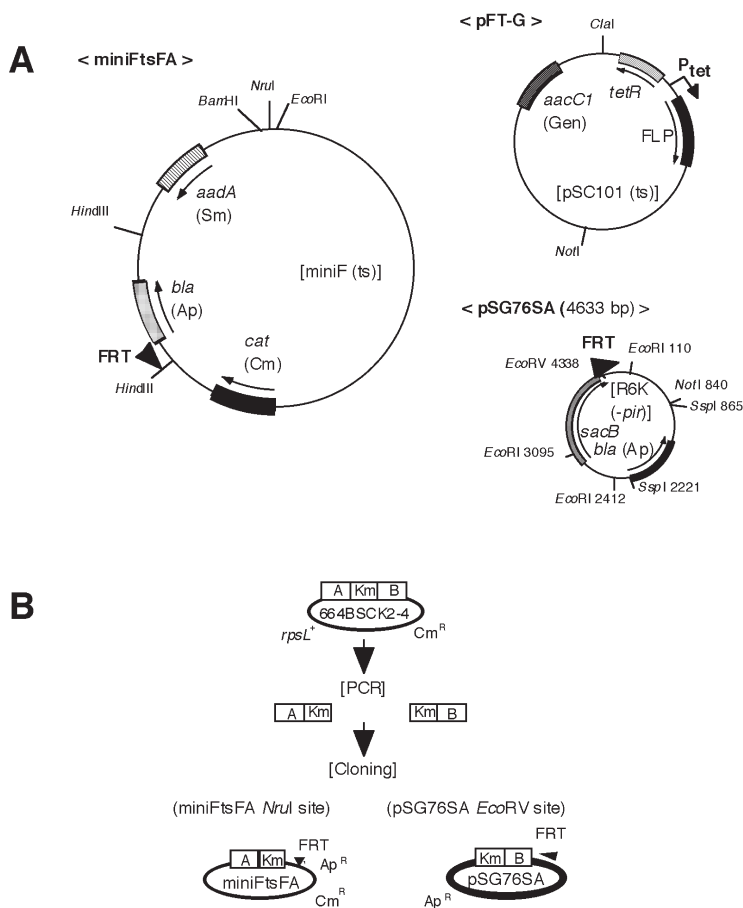 A
< miniFtsFA >
NruI
BamHI
EcoRI
aadA
(Sm)
HindIII
bla
(Ap)
[miniF (ts)]
FRT
cat
(Cm)
HindIII
< pFT-G >
ClaI
Ptet
tetR
aacC1
(Gen)
FLP
[pSC101 (ts)]
NotI
< pSG76SA (4633 bp) >
FRT
EcoRI 110
EcoRV 4338
[R6K
(-pir)]
NotI 840
SspI 865
sacB
bla (Ap)
EcoRI 3095
SspI 2221
EcoRI 2412
B
A Km B
664BSCK2-4
rpsL+
CmR
[PCR]
A Km
Km B
[Cloning]
(miniFtsFA NruI site)
(pSG76SA EcoRV site)
FRT
A Km
ApR
miniFtsFA
CmR
FRT
Km B
pSG76SA
ApR